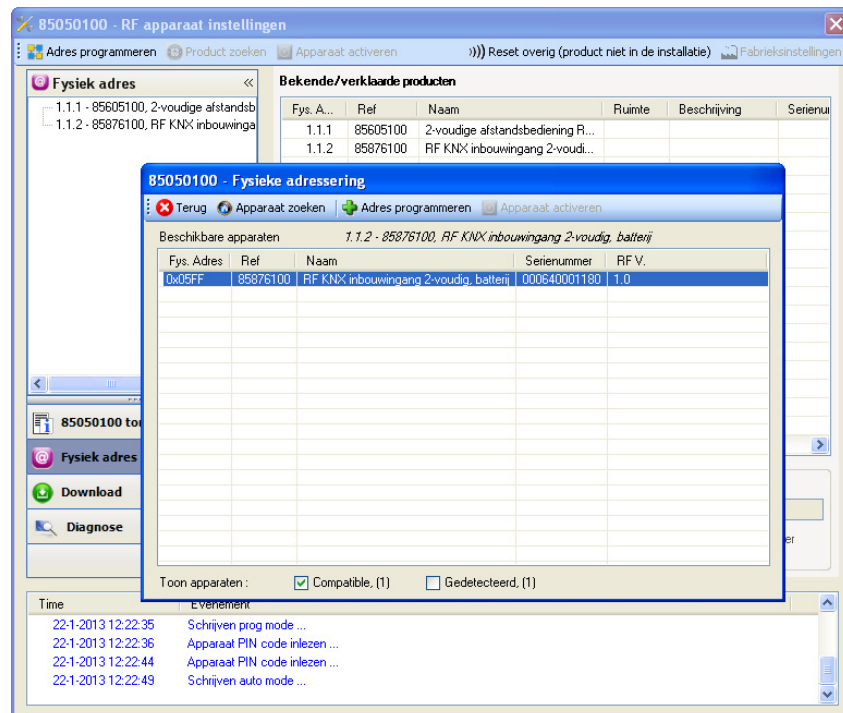 85050100 - RF apparaat instellingen
Adres programmeren Product zoeken Apparaat activeren ))) Reset overig (product niet in de installatie) Fabrieksinstellingen
Fysiek adres «
1.1.1 - 85605100, 2-voudige afstandsb
1.1.2 - 85876100, RF KNX inbouwinga
Bekende/verklaarde producten
Fys. A... Ref Naam Ruimte Beschrijving Serienu
1.1.1 85605100 2-voudige afstandsbediening R...
1.1.2 85876100 RF KNX inbouwingang 2-voudi...
85050100 - Fysieke adressering
Terug Apparaat zoeken Adres programmeren Apparaat activeren
Beschikbare apparaten 1.1.2 - 85876100, RF KNX inbouwingang 2-voudig, batterij
Fys. Adres Ref Naam Serienummer RF V.
0x05FF 85876100 RF KNX inbouwingang 2-voudig, batterij 000640001180 1.0
Toon apparaten : Compatible, (1) Gedetecteerd, (1)
85050100 to
Fysiek adres
Download
Diagnose
er
Time Evenement
22-1-2013 12:22:35 Schrijven prog mode ...
22-1-2013 12:22:36 Apparaat PIN code inlezen ...
22-1-2013 12:22:44 Apparaat PIN code inlezen ...
22-1-2013 12:22:49 Schrijven auto mode ...